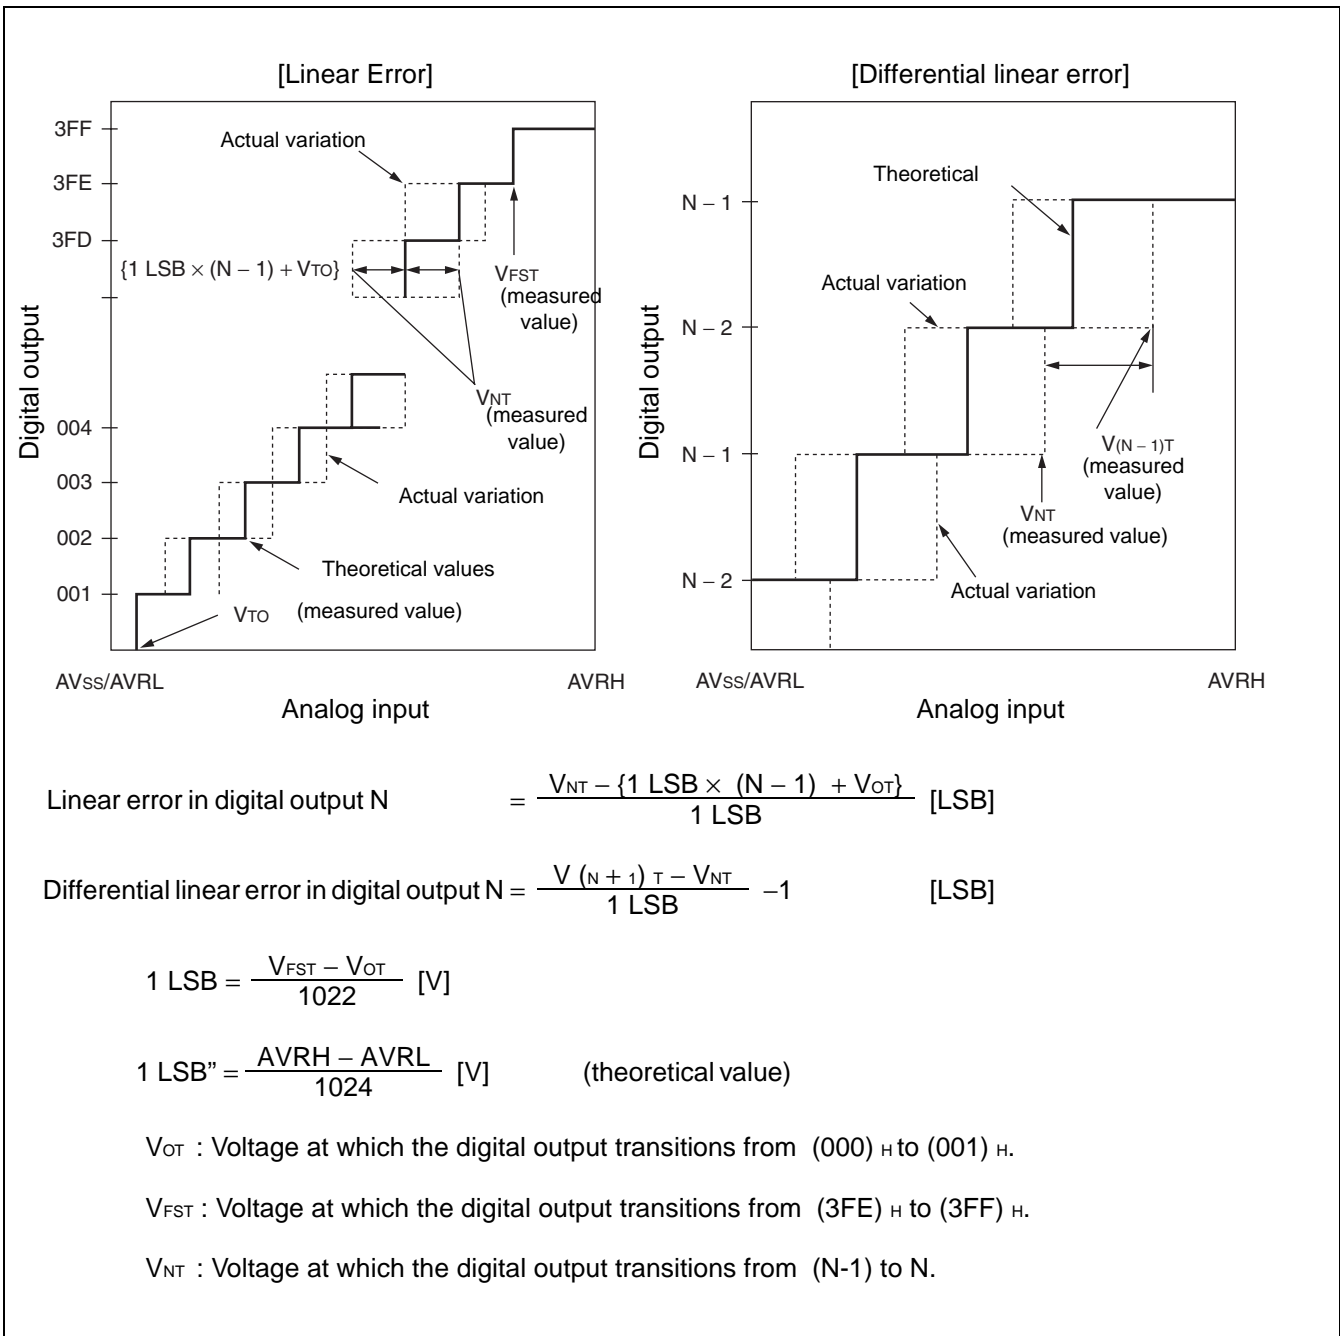 [Linear Error]
3FF
3FE
3FD
Actual variation
{1 LSB × (N – 1) + VTO}
VFST
(measured
value)
VNT
(measured
value)
004
003
002
001
Actual variation
Theoretical values
VTO (measured value)
Digital output
AVSS/AVRL
AVRH
Analog input
[Differential linear error]
N – 1
N – 2
N – 1
N – 2
Theoretical
Actual variation
V(N – 1)T
(measured
value)
VNT
(measured value)
Actual variation
Digital output
AVSS/AVRL
AVRH
Analog input
Linear error in digital output N = VNT – {1 LSB × (N – 1) + VOT} / 1 LSB [LSB]
Differential linear error in digital output N = V (N + 1) T – VNT / 1 LSB –1 [LSB]
1 LSB = VFST – VOT / 1022 [V]
1 LSB” = AVRH – AVRL / 1024 [V] (theoretical value)
VOT : Voltage at which the digital output transitions from (000) H to (001) H.
VFST : Voltage at which the digital output transitions from (3FE) H to (3FF) H.
VNT : Voltage at which the digital output transitions from (N-1) to N.